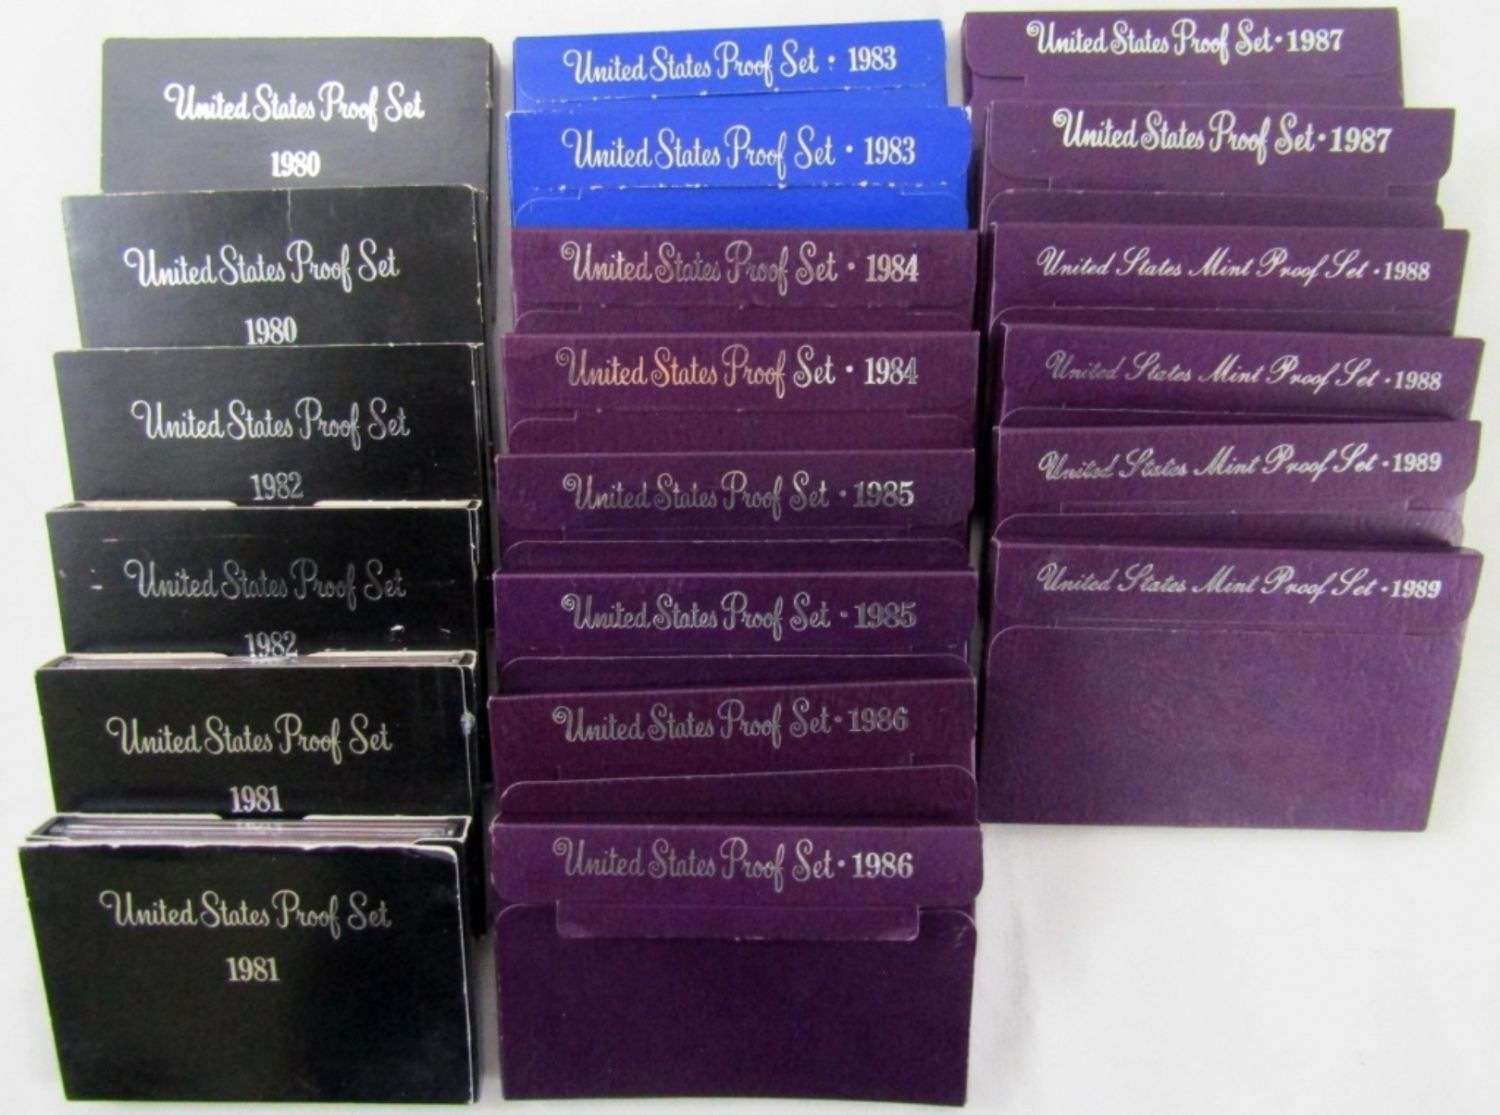 United States Proof Set
1980
United States Proof Set
1980
United States Proof Set
1982
United States Proof Set
1982
United States Proof Set
1981
United States Proof Set
1981
United States Proof Set · 1983
United States Proof Set · 1983
United States Proof Set · 1984
United States Proof Set · 1984
United States Proof Set · 1985
United States Proof Set · 1985
United States Proof Set · 1986
United States Proof Set · 1986
United States Proof Set · 1987
United States Proof Set · 1987
United States Mint Proof Set · 1988
United States Mint Proof Set · 1988
United States Mint Proof Set · 1989
United States Mint Proof Set · 1989